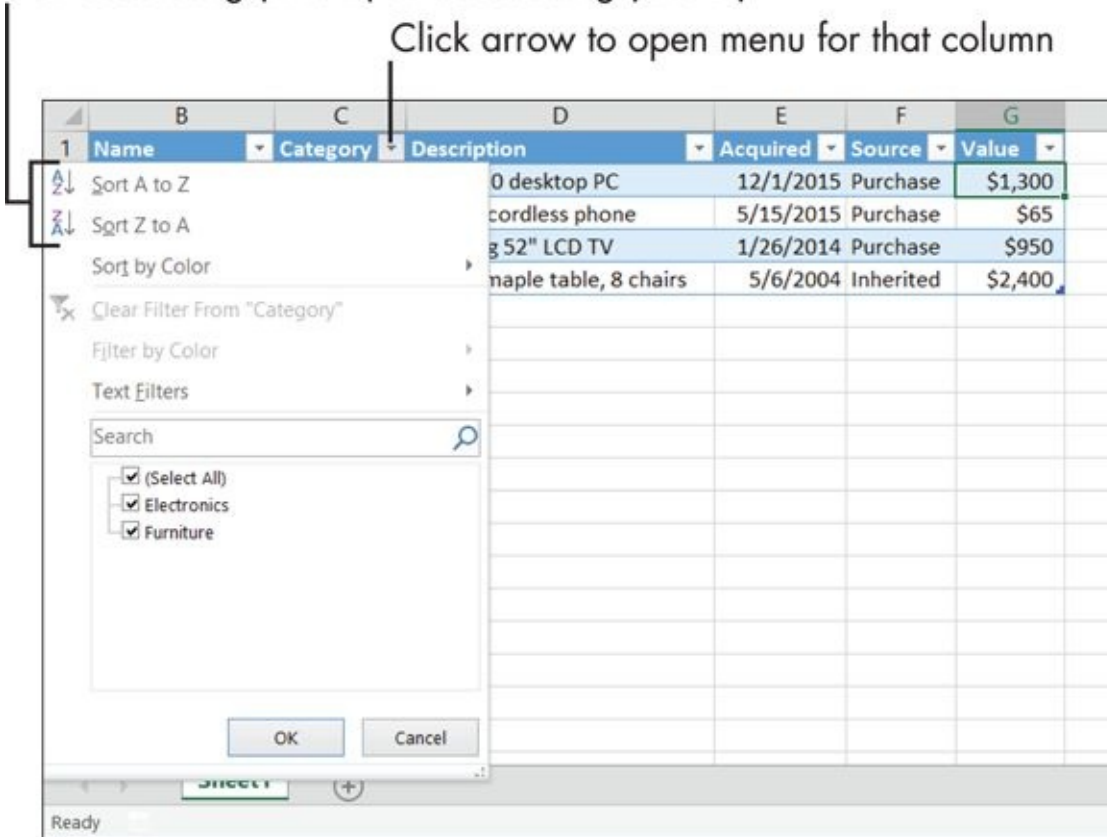 Click arrow to open menu for that column
B C D E F G
1 Name Category Description Acquired Source Value
Sort A to Z 0 desktop PC 12/1/2015 Purchase $1,300
Sort Z to A cordless phone 5/15/2015 Purchase $65
g 52" LCD TV 1/26/2014 Purchase $950
Sort by Color maple table, 8 chairs 5/6/2004 Inherited $2,400
Clear Filter From "Category"
Filter by Color
Text Filters
Search
(Select All)
Electronics
Furniture
OK Cancel
Sheet1
Ready